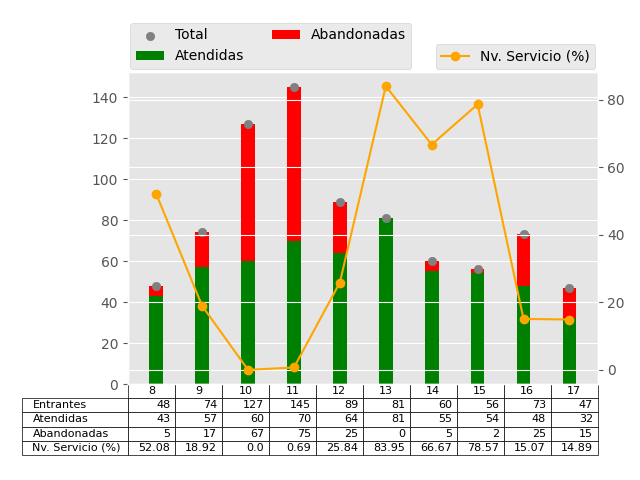 Total
Abandonadas
Atendidas
Nv. Servicio (%)
140
120
100
80
60
40
20
0
80
60
40
20
0
8 9 10 11 12 13 14 15 16 17
Entrantes 48 74 127 145 89 81 60 56 73 47
Atendidas 43 57 60 70 64 81 55 54 48 32
Abandonadas 5 17 67 75 25 0 5 2 25 15
Nv. Servicio (%) 52.08 18.92 0.0 0.69 25.84 83.95 66.67 78.57 15.07 14.89